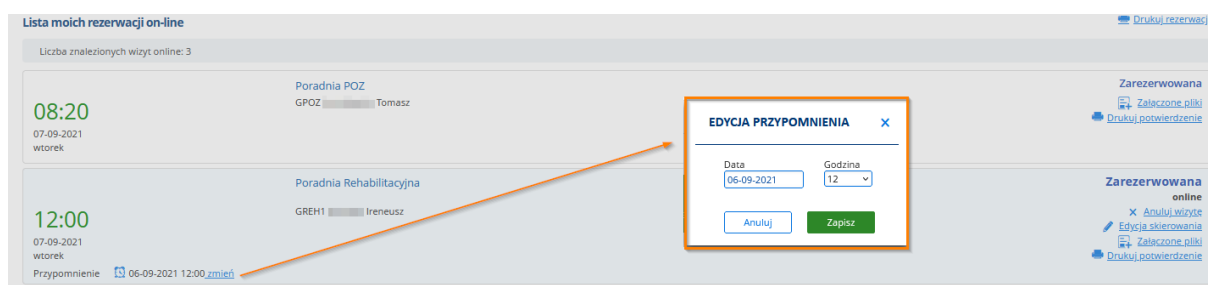 Lista moich rezerwacji on-line
Drukuj rezerwacj
Liczba znalezionych wizyt online: 3
08:20
07-09-2021
wtorek
Poradnia POZ
GPOZ Tomasz
Zarezerwowana
Załączone pliki
Drukuj potwierdzenie
EDYCJA PRZYPOMNIENIA
Data Godzina
06-09-2021 12
Anuluj Zapisz
12:00
07-09-2021
wtorek
Przypomnienie 06-09-2021 12:00 zmień
Poradnia Rehabilitacyjna
GREH1 Ireneusz
Zarezerwowana
online
Anuluj wizytę
Edycja skierowania
Załączone pliki
Drukuj potwierdzenie